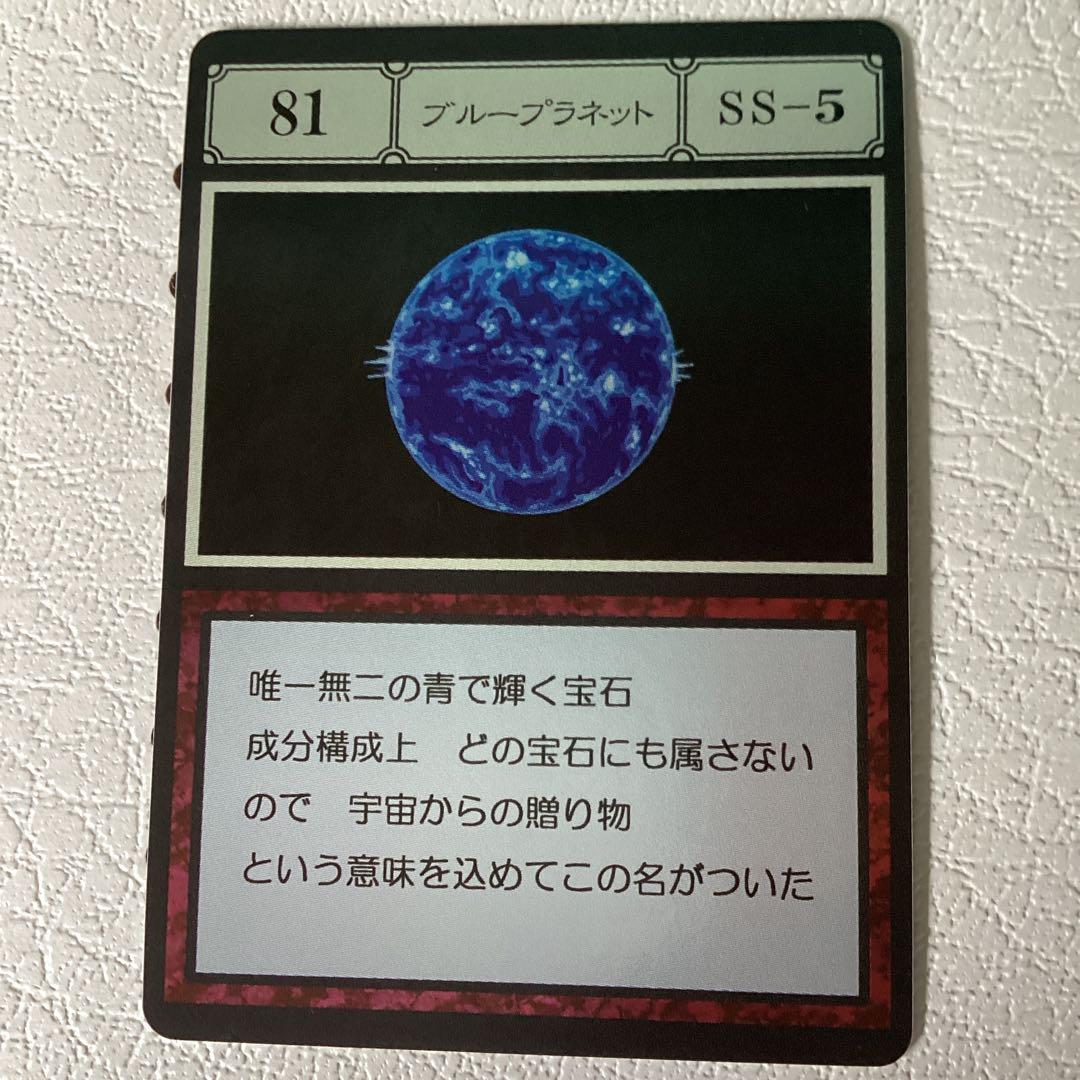 81 ブループラネット SS-5
唯一無二の青で輝く宝石
成分構成上　どの宝石にも属さない
ので　宇宙からの贈り物
という意味を込めてこの名がついた